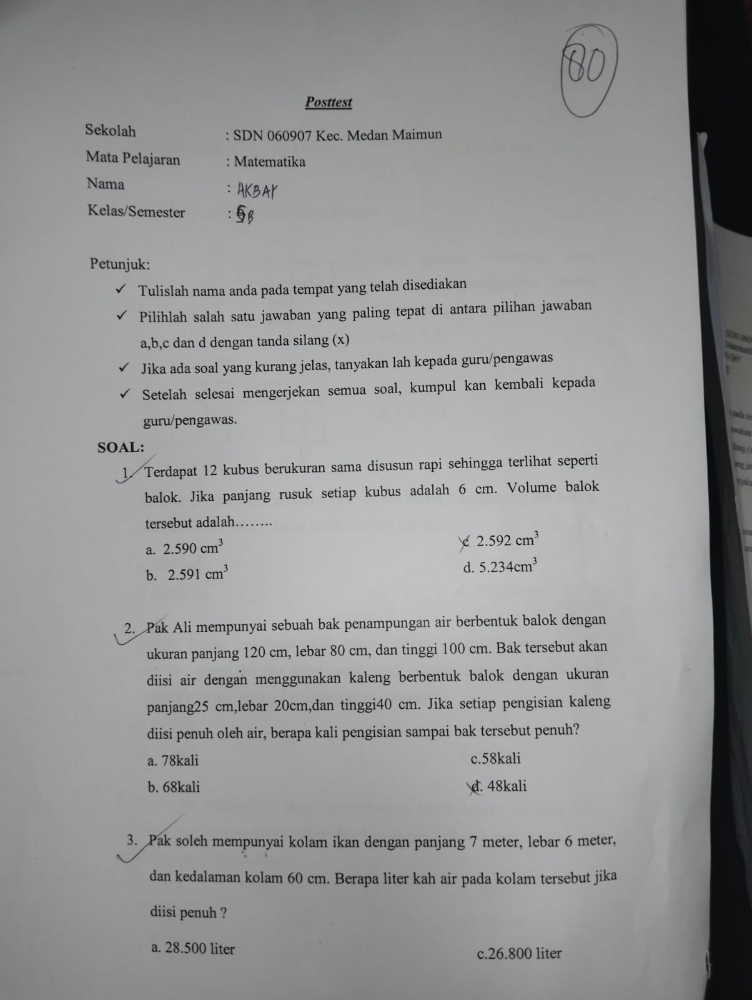 80
Posttest
Sekolah : SDN 060907 Kec. Medan Maimun
Mata Pelajaran : Matematika
Nama : AKBAR
Kelas/Semester : 5B
Petunjuk:
✓ Tulislah nama anda pada tempat yang telah disediakan
✓ Pilihlah salah satu jawaban yang paling tepat di antara pilihan jawaban
a,b,c dan d dengan tanda silang (x)
✓ Jika ada soal yang kurang jelas, tanyakan lah kepada guru/pengawas
✓ Setelah selesai mengerjekan semua soal, kumpul kan kembali kepada
guru/pengawas.
SOAL:
1. Terdapat 12 kubus berukuran sama disusun rapi sehingga terlihat seperti
balok. Jika panjang rusuk setiap kubus adalah 6 cm. Volume balok
tersebut adalah……..
a. 2.590 cm³ c. 2.592 cm³
b. 2.591 cm³ d. 5.234cm³
2. Pak Ali mempunyai sebuah bak penampungan air berbentuk balok dengan
ukuran panjang 120 cm, lebar 80 cm, dan tinggi 100 cm. Bak tersebut akan
diisi air dengan menggunakan kaleng berbentuk balok dengan ukuran
panjang25 cm,lebar 20cm,dan tinggi40 cm. Jika setiap pengisian kaleng
diisi penuh oleh air, berapa kali pengisian sampai bak tersebut penuh?
a. 78kali c.58kali
b. 68kali d. 48kali
3. Pak soleh mempunyai kolam ikan dengan panjang 7 meter, lebar 6 meter,
dan kedalaman kolam 60 cm. Berapa liter kah air pada kolam tersebut jika
diisi penuh ?
a. 28.500 liter c.26.800 liter